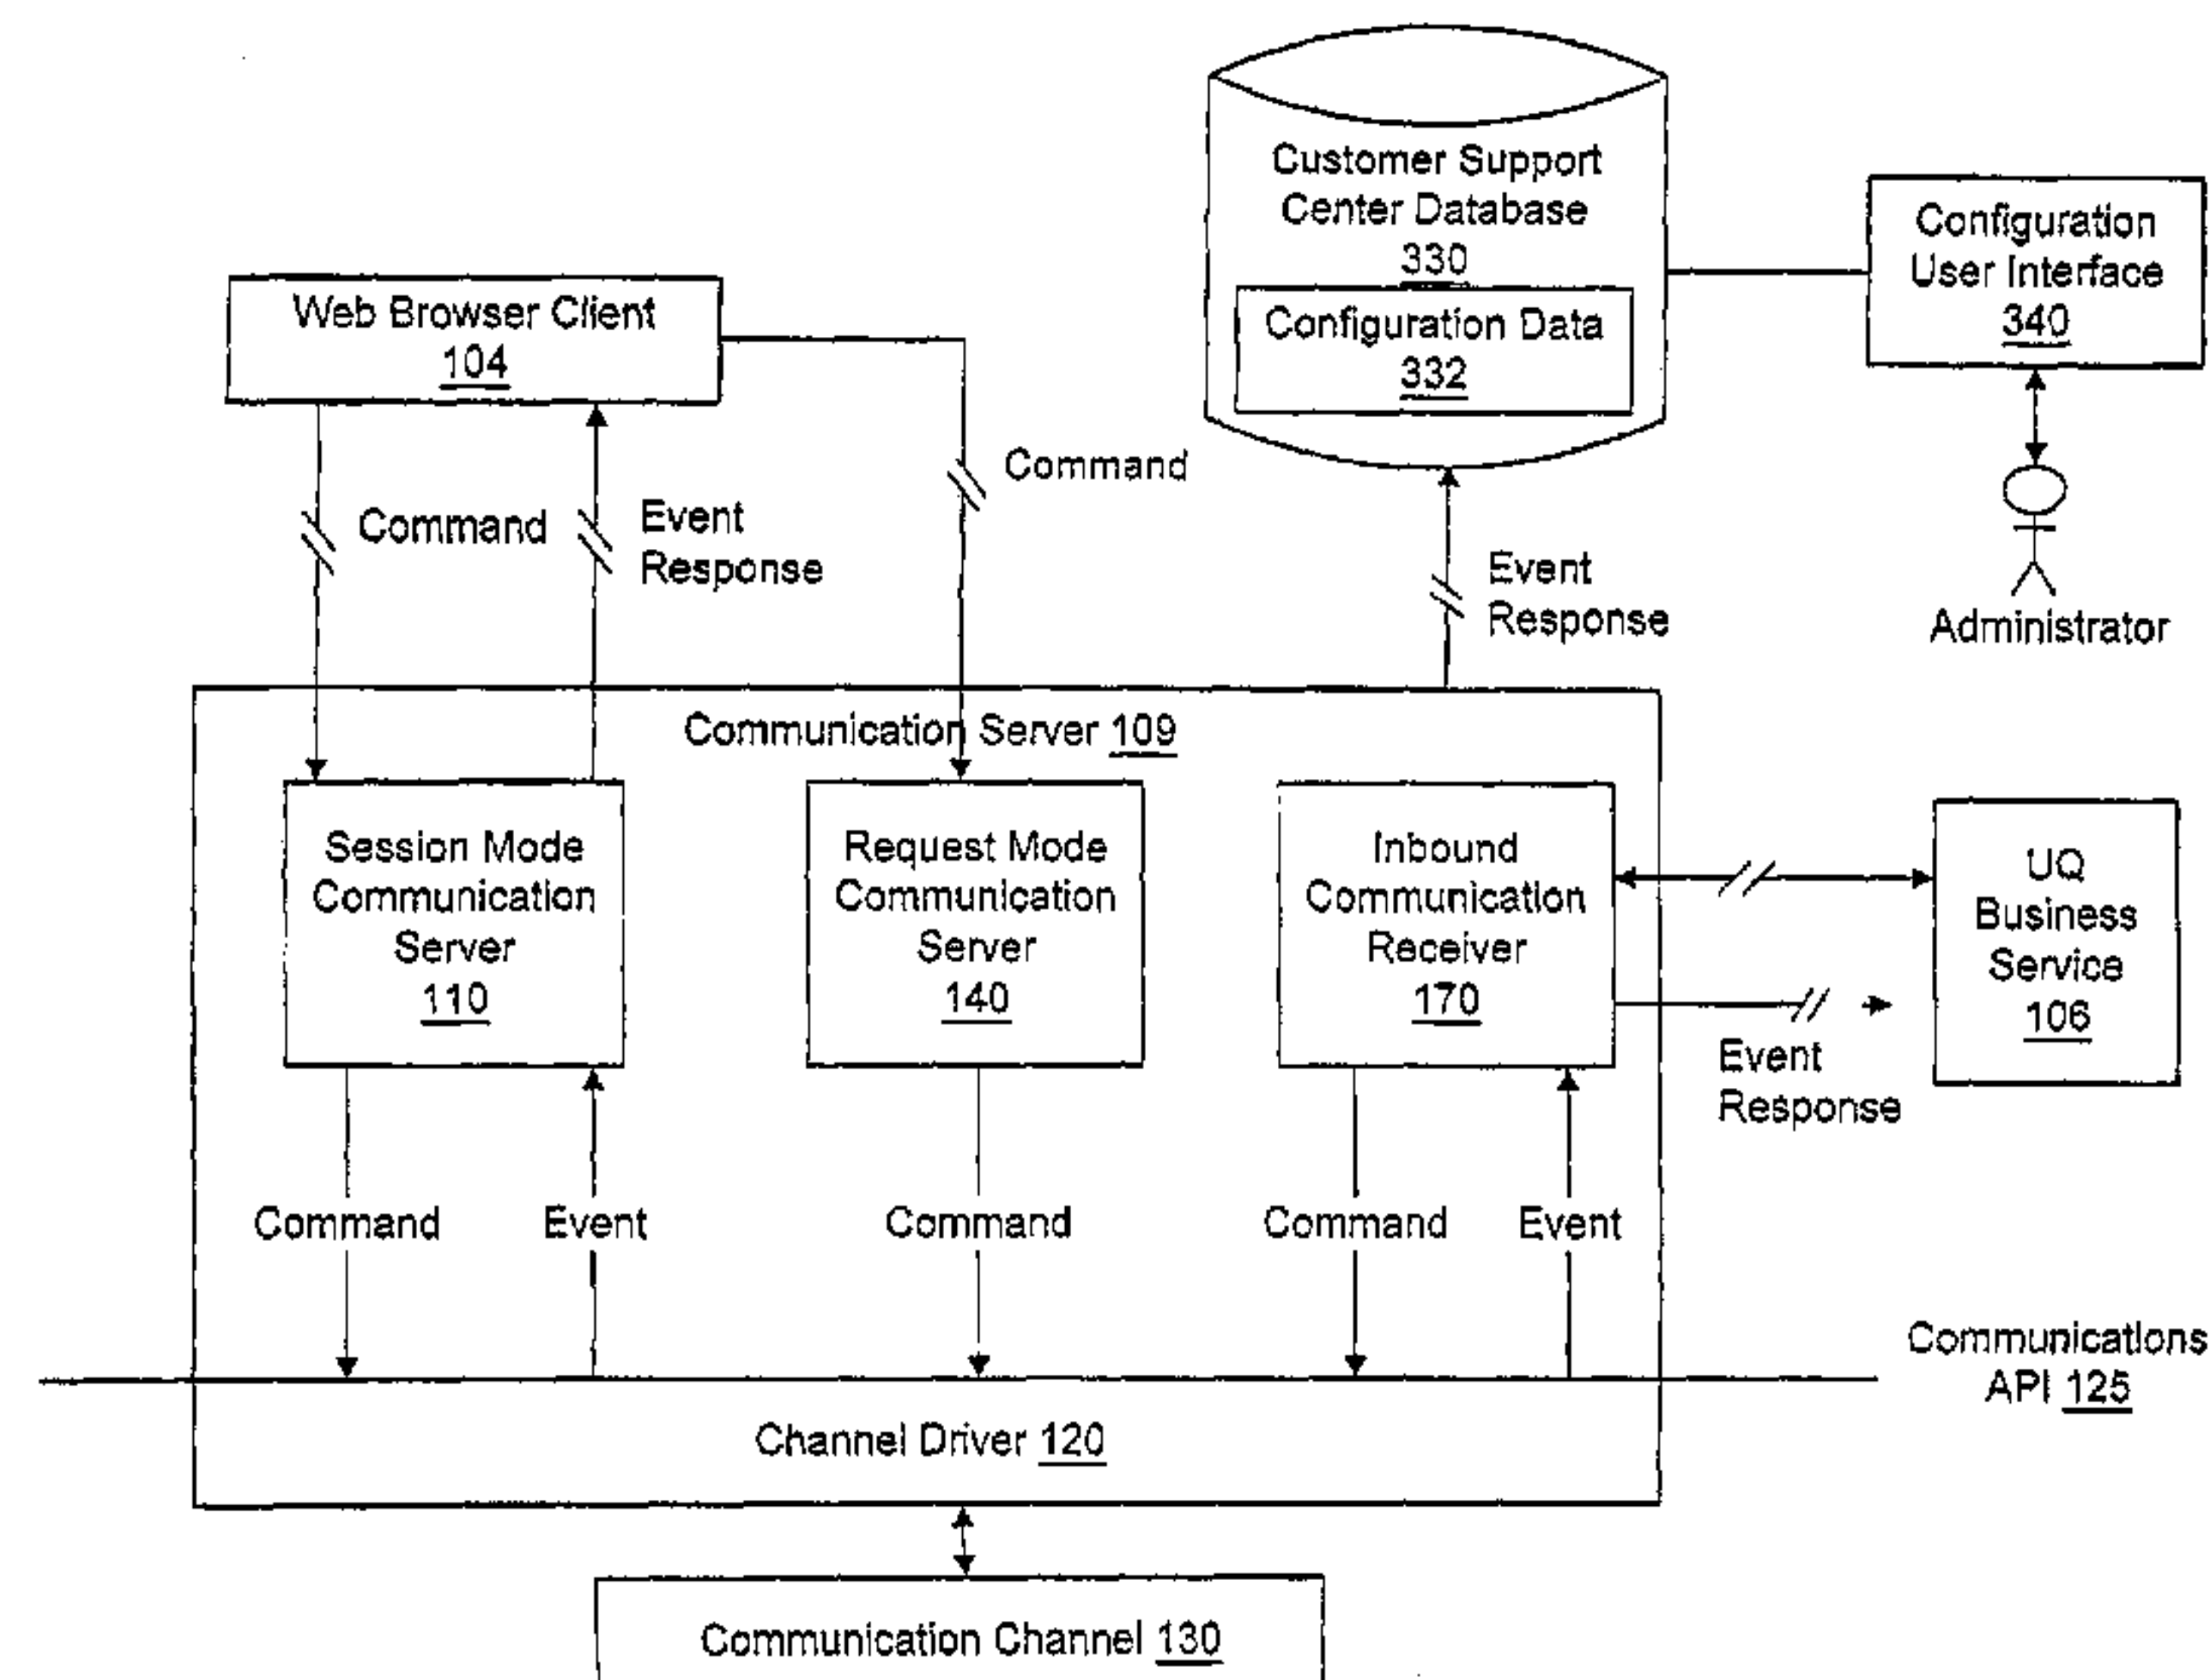 Customer Support
Center Database
330
Configuration Data
332
Configuration
User Interface
340
Administrator
Web Browser Client
104
Command
Event
Response
Command
Event
Response
Communication Server 109
Session Mode
Communication
Server
110
Request Mode
Communication
Server
140
Inbound
Communication
Receiver
170
UQ
Business
Service
106
Event
Response
Command
Event
Command
Command
Event
Communications
API 125
Channel Driver 120
Communication Channel 130